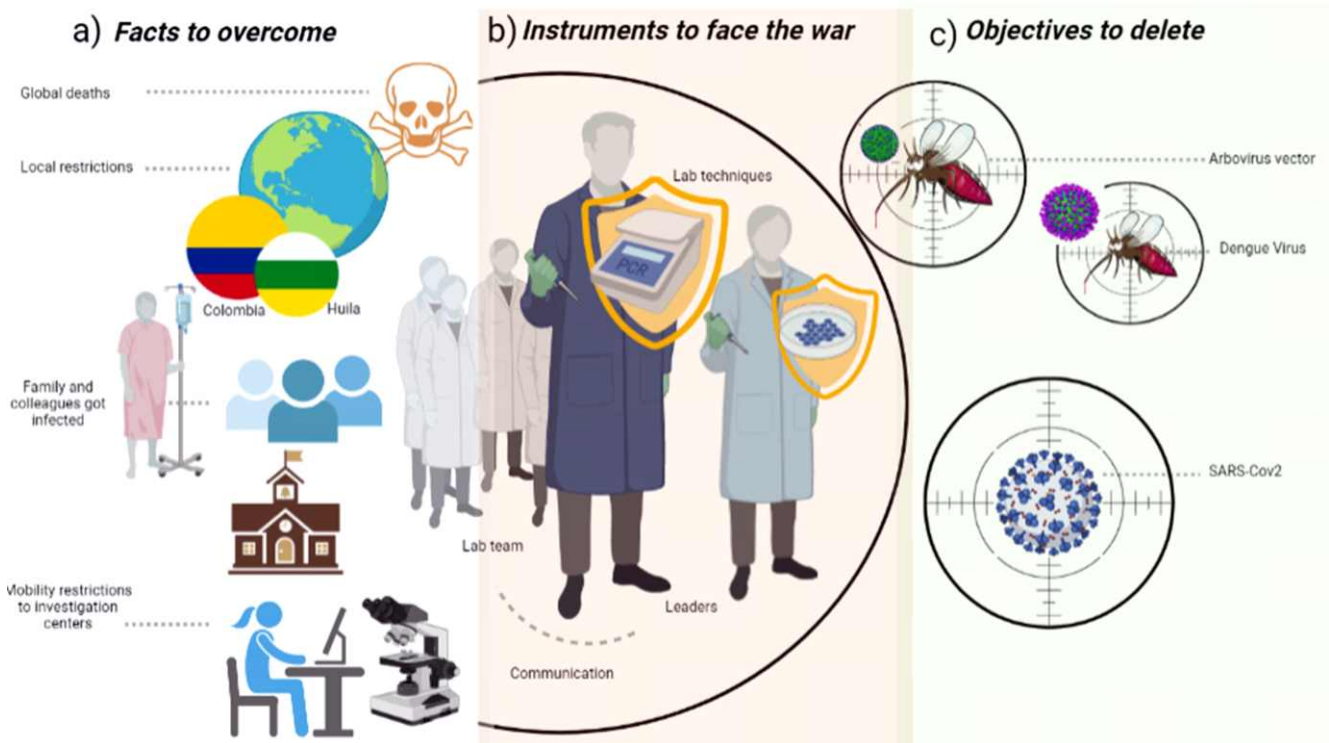 a) Facts to overcome
Global deaths
Local restrictions
Colombia
Huila
Family and
colleagues got
infected
Mobility restrictions
to investigation
centers
b) Instruments to face the war
Lab techniques
PCR
Lab team
Leaders
Communication
c) Objectives to delete
Arbovirus vector
Dengue Virus
SARS-Cov2